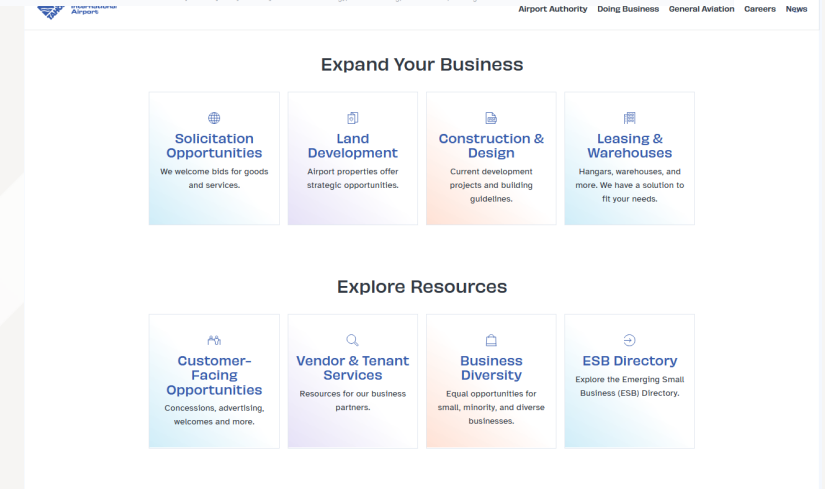 International
Airport
Airport Authority Doing Business General Aviation Careers News
Expand Your Business
Solicitation
Opportunities
We welcome bids for goods
and services.
Land
Development
Airport properties offer
strategic opportunities.
Construction &
Design
Current development
projects and building
guidelines.
Leasing &
Warehouses
Hangars, warehouses, and
more. We have a solution to
fit your needs.
Explore Resources
Customer-
Facing
Opportunities
Concessions, advertising,
welcomes and more.
Vendor & Tenant
Services
Resources for our business
partners.
Business
Diversity
Equal opportunities for
small, minority, and diverse
businesses.
ESB Directory
Explore the Emerging Small
Business (ESB) Directory.